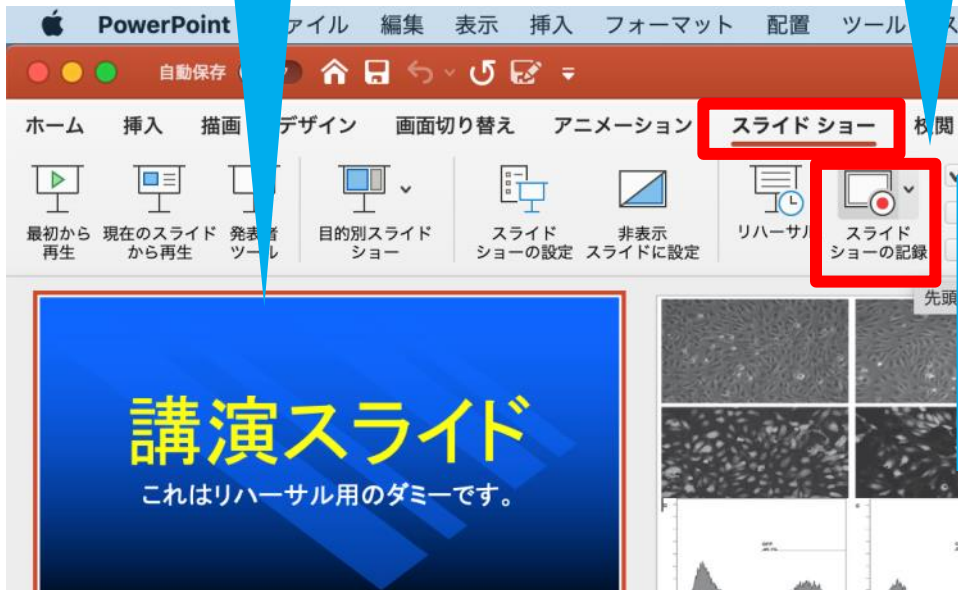 PowerPoint ァイル 編集 表示 挿入 フォーマット 配置 ツール ス
自動保存
ホーム 挿入 描画 デザイン 画面切り替え アニメーション スライド ショー 校閲
最初から
再生
現在のスライド
から再生
発表者
ツール
目的別スライド
ショー
スライド
ショーの設定
非表示
スライドに設定
リハーサル
スライド
ショーの記録
先頭
講演スライド
これはリハーサル用のダミーです。